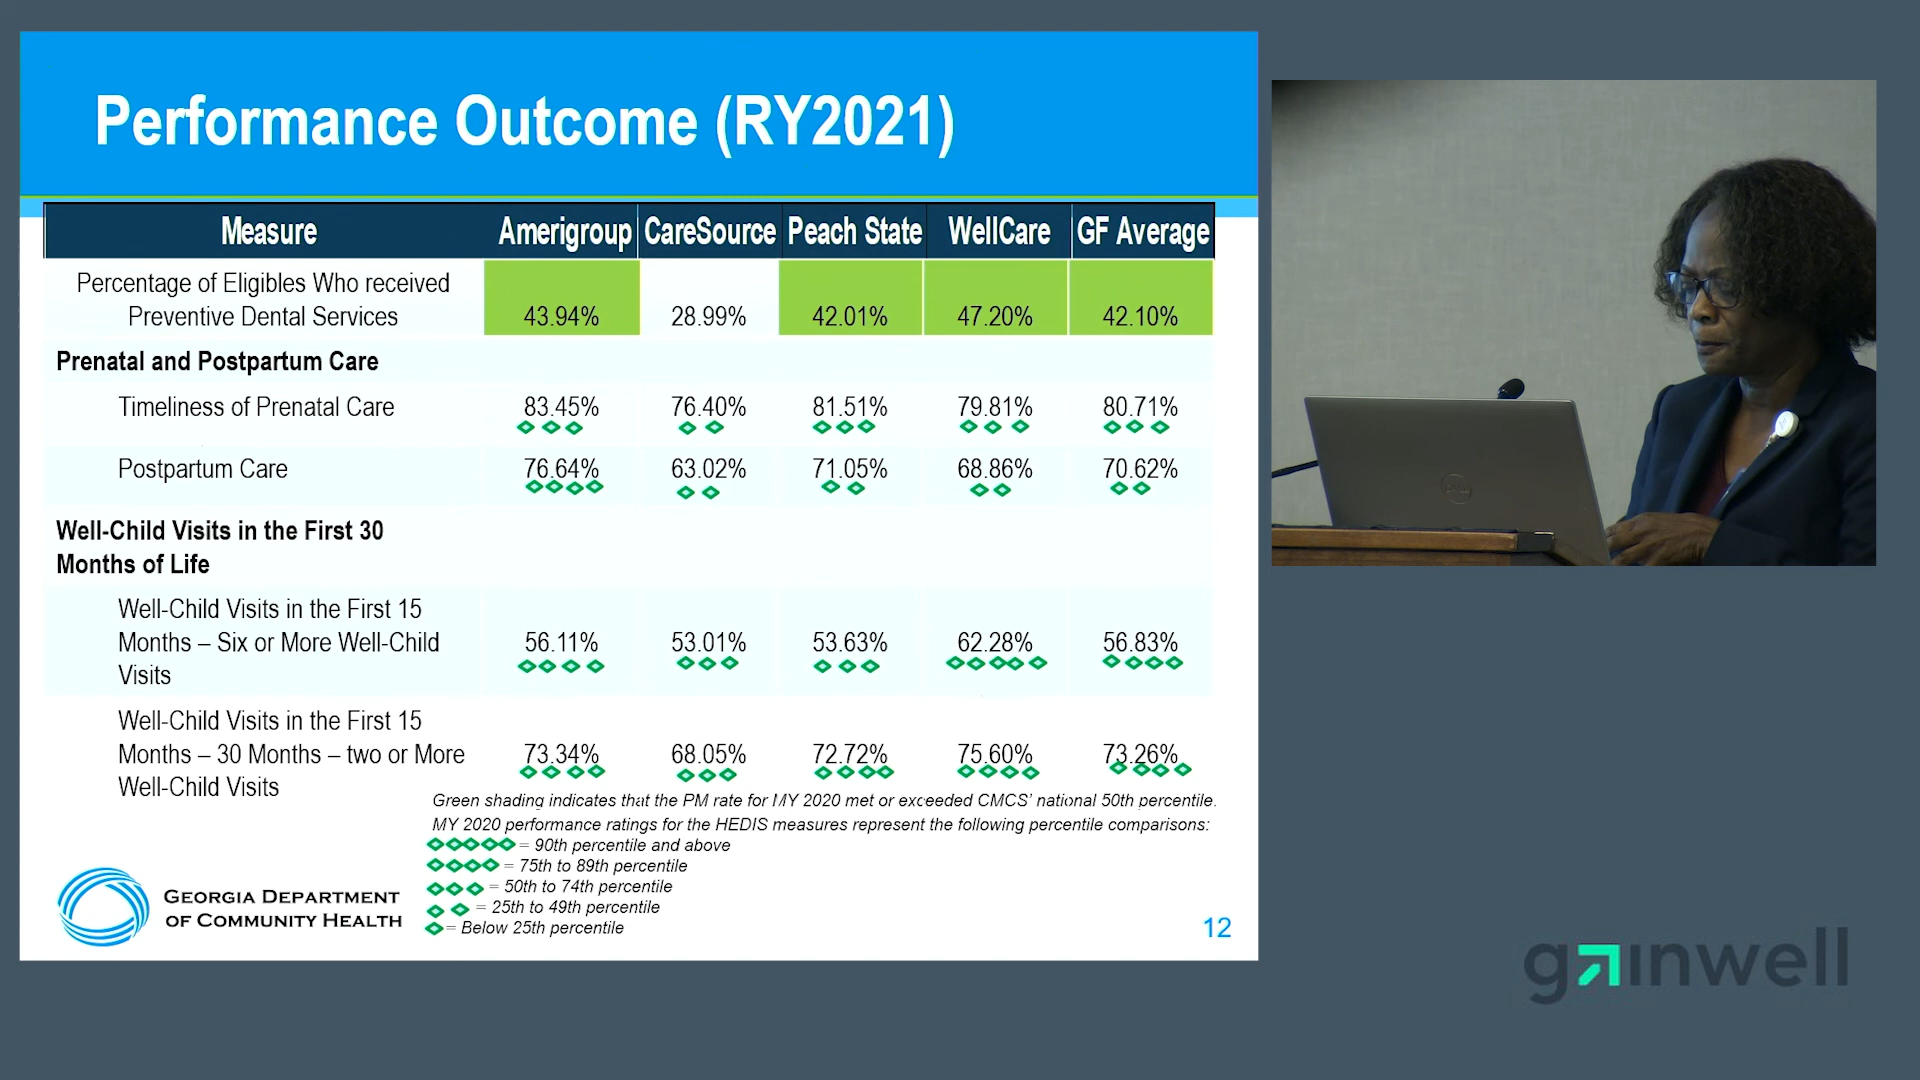 Performance Outcome (RY2021)
Measure Amerigroup CareSource Peach State WellCare GF Average
Percentage of Eligibles Who received
Preventive Dental Services 43.94% 28.99% 42.01% 47.20% 42.10%
Prenatal and Postpartum Care
Timeliness of Prenatal Care 83.45% 76.40% 81.51% 79.81% 80.71%
Postpartum Care 76.64% 63.02% 71.05% 68.86% 70.62%
Well-Child Visits in the First 30
Months of Life
Well-Child Visits in the First 15
Months – Six or More Well-Child 56.11% 53.01% 53.63% 62.28% 56.83%
Visits
Well-Child Visits in the First 15
Months – 30 Months – two or More 73.34% 68.05% 72.72% 75.60% 73.26%
Well-Child Visits
Green shading indicates that the PM rate for MY 2020 met or exceeded CMCS' national 50th percentile.
MY 2020 performance ratings for the HEDIS measures represent the following percentile comparisons:
= 90th percentile and above
= 75th to 89th percentile
= 50th to 74th percentile
= 25th to 49th percentile
= Below 25th percentile
GEORGIA DEPARTMENT
OF COMMUNITY HEALTH
12
gainwell